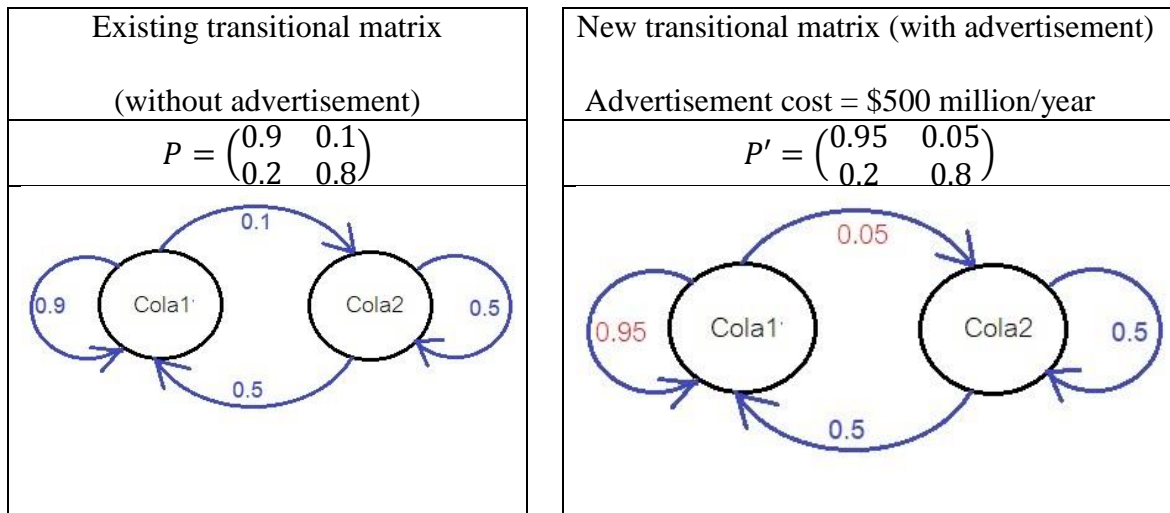 Existing transitional matrix
(without advertisement)
P = (0.9 0.1
0.2 0.8)
0.1
0.9
Cola1
Cola2
0.5
0.5
New transitional matrix (with advertisement)
Advertisement cost = $500 million/year
P′ = (0.95 0.05
0.2 0.8)
0.05
0.95
Cola1
Cola2
0.5
0.5